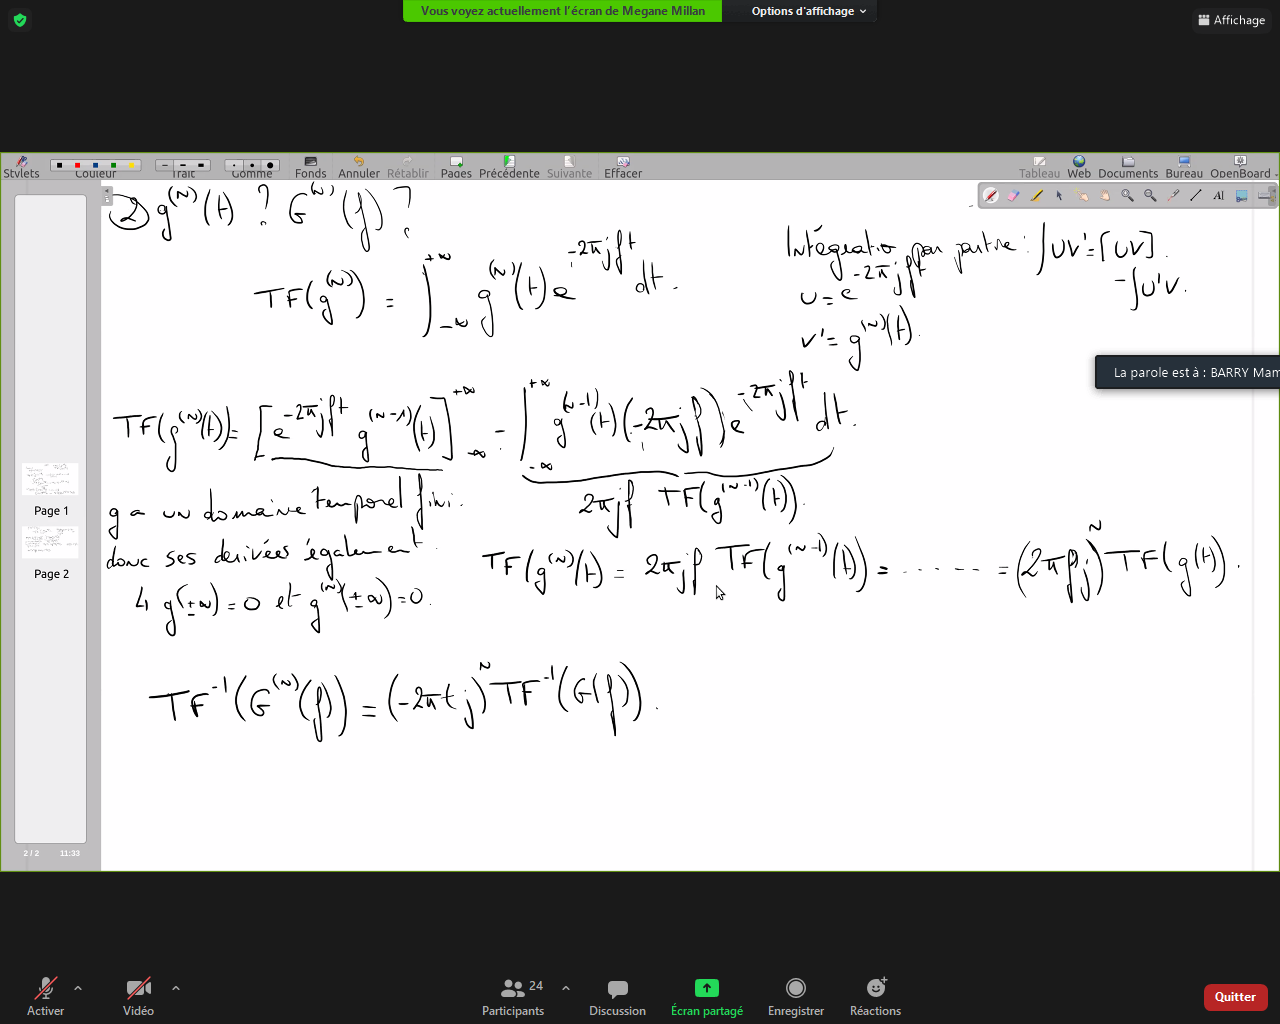 Vous voyez actuellement l'écran de Megane Millan
Options d'affichage
Affichage
Stylets Couleur Trait Gomme Fonds Annuler Rétablir Pages Précédente Suivante Effacer Tableau Web Documents Bureau OpenBoard
2) g^(N)(t) ? G^(N)(f) ?
TF(g^(N)) = ∫_{-∞}^{+∞} g^(N)(t) e^{-2πjft} dt.
Intégration par partie : ∫UV' = [UV].
- ∫U'V.
U = e^{-2πjft}
V' = g^(N)(t).
La parole est à : BARRY Mam
TF(g^(N)(t)) = [e^{-2πjft} g^(N-1)(t)]_{-∞}^{+∞} - ∫_{-∞}^{+∞} g^(N-1)(t) (-2πjf) e^{-2πjft} dt.
2πjf TF(g^(N-1)(t)).
g a un domaine temporel fini.
donc ses derivées également.
↳ g(±∞) = 0 et g^(N)(±∞) = 0.
TF(g^(N)(t)) = 2πjf TF(g^(N-1)(t)) = ....... = (2πfj)^N TF(g(t)).
TF^{-1}(G^(N)(f)) = (-2πtj)^N TF^{-1}(G(f)).
Page 1
Page 2
2 / 2 11:33
Activer
Vidéo
Participants 24
Discussion
Écran partagé
Enregistrer
Réactions
Quitter